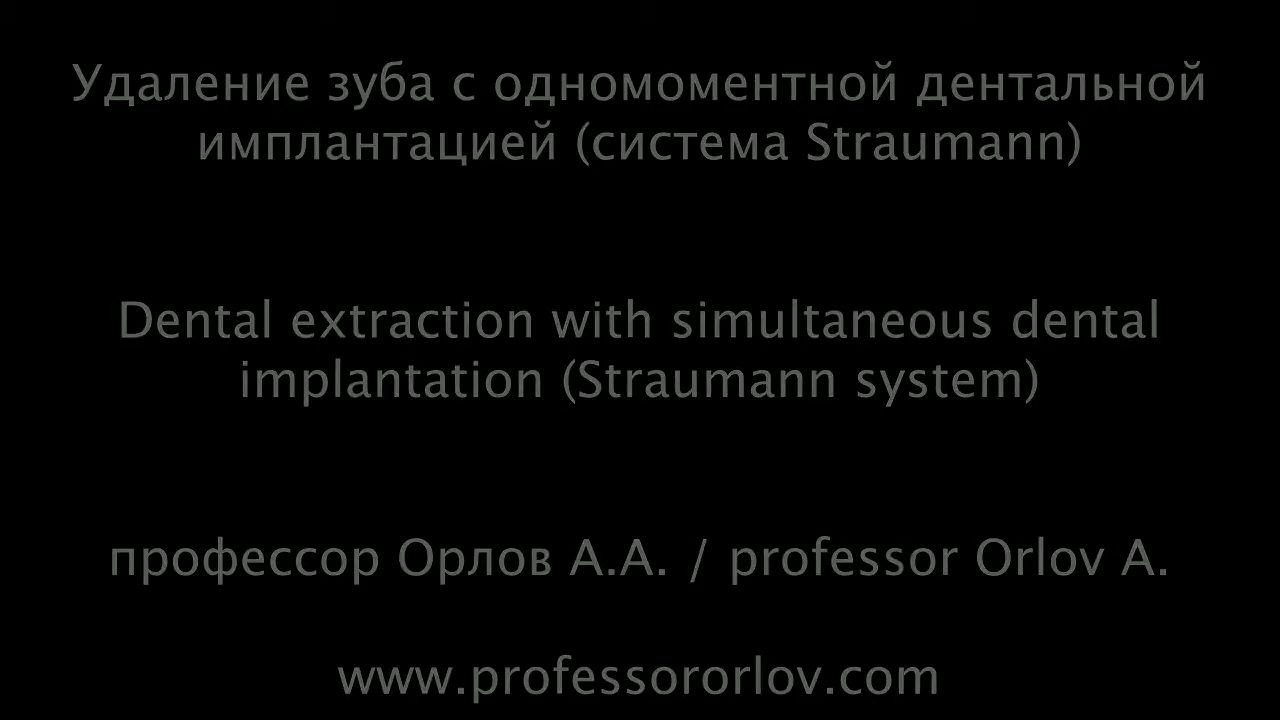 Удаление зуба с одномоментной дентальной
имплантацией (система Straumann)
Dental extraction with simultaneous dental
implantation (Straumann system)
профессор Орлов А.А. / professor Orlov A.
www.professororlov.com